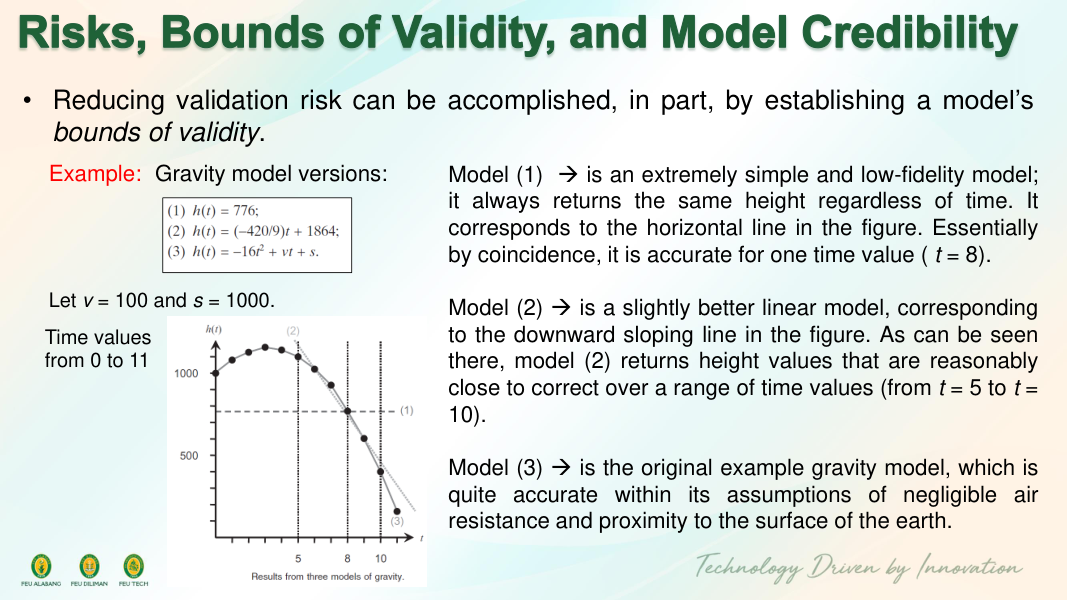 Risks, Bounds of Validity, and Model Credibility
• Reducing validation risk can be accomplished, in part, by establishing a model's
bounds of validity.
Example: Gravity model versions:
(1) h(t) = 776;
(2) h(t) = (–420/9)t + 1864;
(3) h(t) = –16t² + vt + s.
Let v = 100 and s = 1000.
Time values
from 0 to 11
h(t)
(2)
1000
(1)
500
(3)
t
5 8 10
Results from three models of gravity.
Model (1) → is an extremely simple and low-fidelity model;
it always returns the same height regardless of time. It
corresponds to the horizontal line in the figure. Essentially
by coincidence, it is accurate for one time value ( t = 8).
Model (2) → is a slightly better linear model, corresponding
to the downward sloping line in the figure. As can be seen
there, model (2) returns height values that are reasonably
close to correct over a range of time values (from t = 5 to t =
10).
Model (3) → is the original example gravity model, which is
quite accurate within its assumptions of negligible air
resistance and proximity to the surface of the earth.
FEU ALABANG FEU DILIMAN FEU TECH
Technology Driven by Innovation